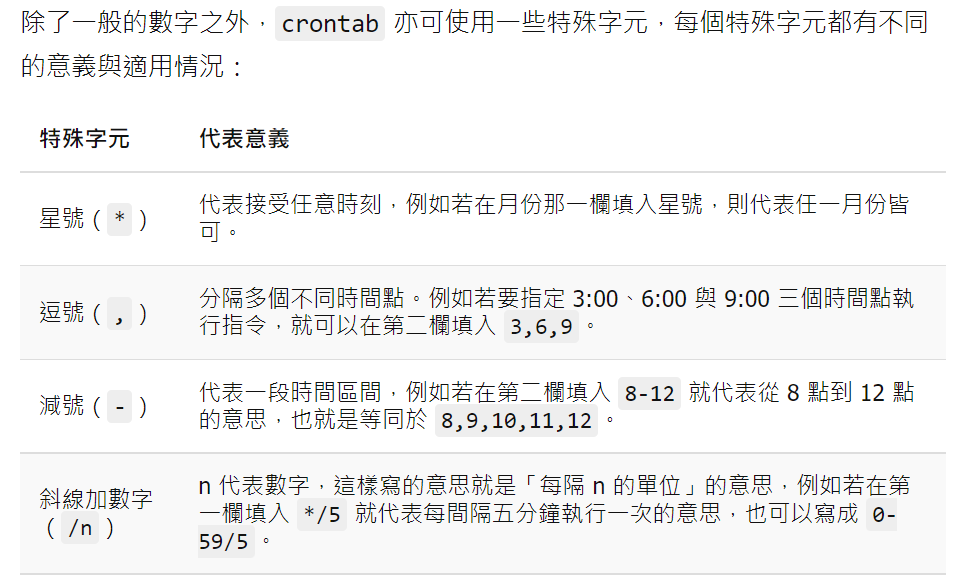 除了一般的數字之外，crontab 亦可使用一些特殊字元，每個特殊字元都有不同
的意義與適用情況：
特殊字元 代表意義
星號 ( * ) 代表接受任意時刻，例如若在月份那一欄填入星號，則代表任一月份皆
可。
逗號 ( , ) 分隔多個不同時間點。例如若要指定 3:00、6:00 與 9:00 三個時間點執
行指令，就可以在第二欄填入 3,6,9 。
減號 ( - ) 代表一段時間區間，例如若在第二欄填入 8-12 就代表從 8 點到 12 點
的意思，也就是等同於 8,9,10,11,12 。
斜線加數字
( /n )
n 代表數字，這樣寫的意思就是「每隔 n 的單位」的意思，例如若在第
一欄填入 */5 就代表每間隔五分鐘執行一次的意思，也可以寫成 0-
59/5 。